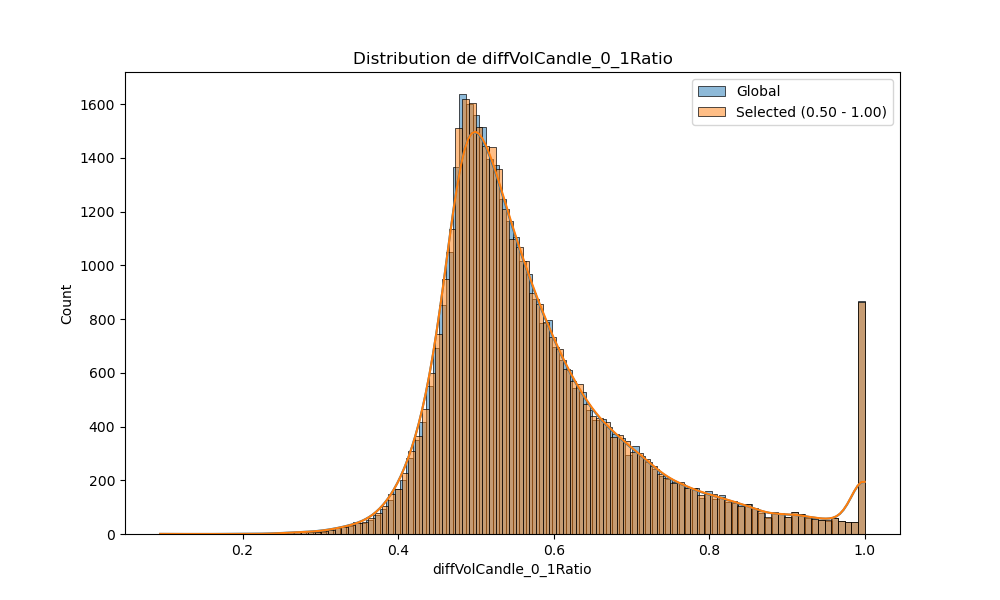 Distribution de diffVolCandle_0_1Ratio
Global
Selected (0.50 - 1.00)
1600
1400
1200
1000
800
600
400
200
0
Count
0.2 0.4 0.6 0.8 1.0
diffVolCandle_0_1Ratio